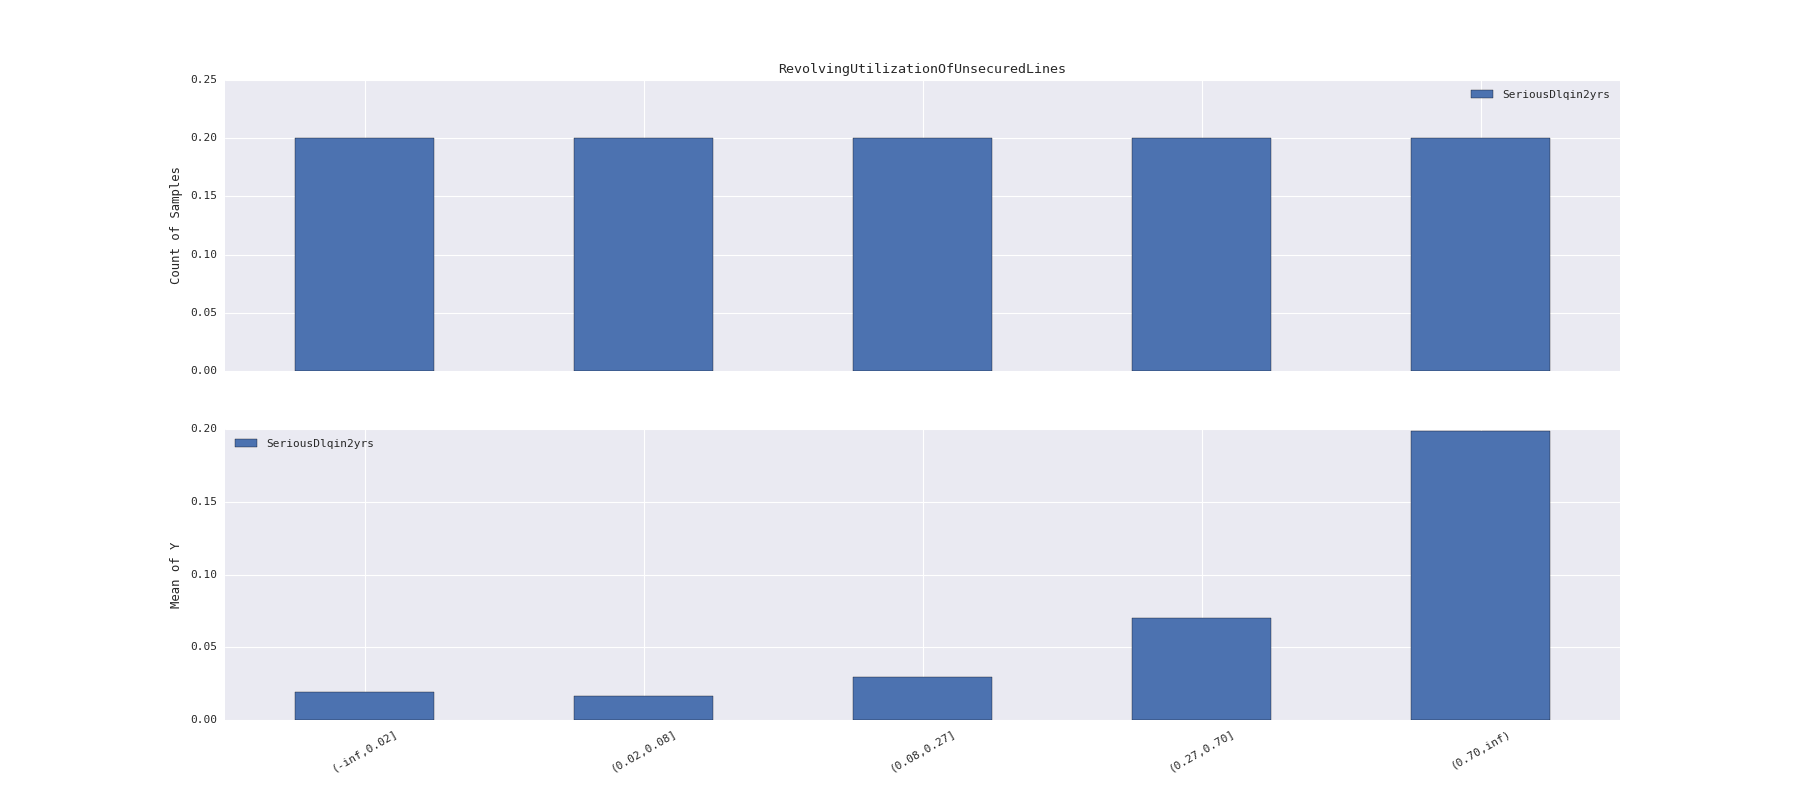 RevolvingUtilizationOfUnsecuredLines
0.25
0.20
0.15
0.10
0.05
0.00
Count of Samples
SeriousDlqin2yrs
0.20
0.15
0.10
0.05
0.00
Mean of Y
SeriousDlqin2yrs
(-inf,0.02]
(0.02,0.08]
(0.08,0.27]
(0.27,0.70]
(0.70,inf)